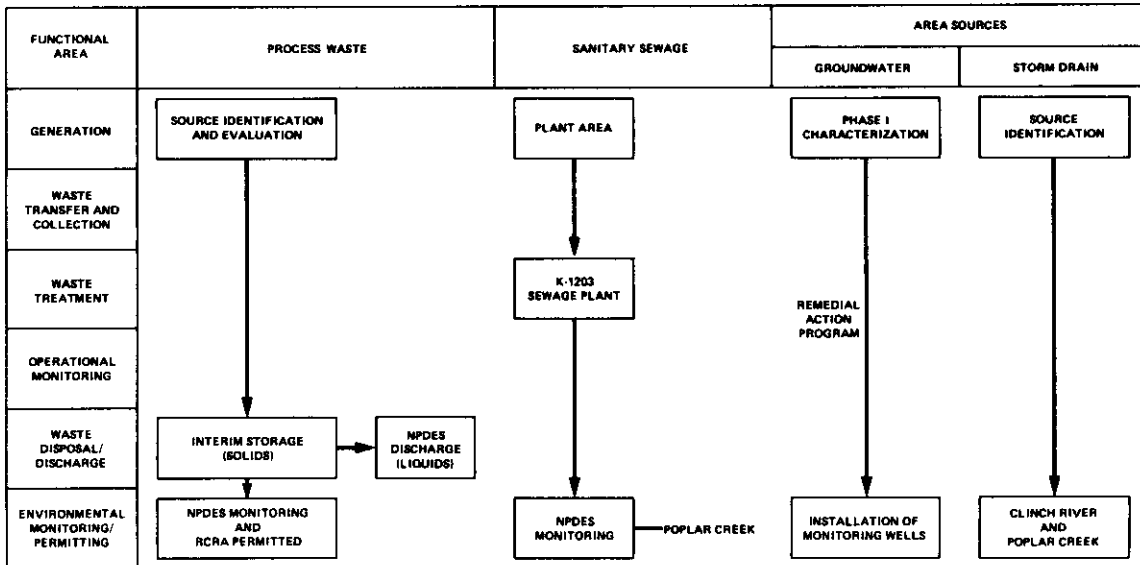 FUNCTIONAL
AREA
PROCESS WASTE
SANITARY SEWAGE
AREA SOURCES
GROUNDWATER
STORM DRAIN
GENERATION
SOURCE IDENTIFICATION
AND EVALUATION
PLANT AREA
PHASE I
CHARACTERIZATION
SOURCE
IDENTIFICATION
WASTE
TRANSFER AND
COLLECTION
WASTE
TREATMENT
K-1203
SEWAGE PLANT
REMEDIAL
ACTION
PROGRAM
OPERATIONAL
MONITORING
WASTE
DISPOSAL/
DISCHARGE
INTERIM STORAGE
(SOLIDS)
NPDES
DISCHARGE
(LIQUIDS)
ENVIRONMENTAL
MONITORING/
PERMITTING
NPDES MONITORING
AND
RCRA PERMITTED
NPDES
MONITORING
POPLAR CREEK
INSTALLATION OF
MONITORING WELLS
CLINCH RIVER
AND
POPLAR CREEK